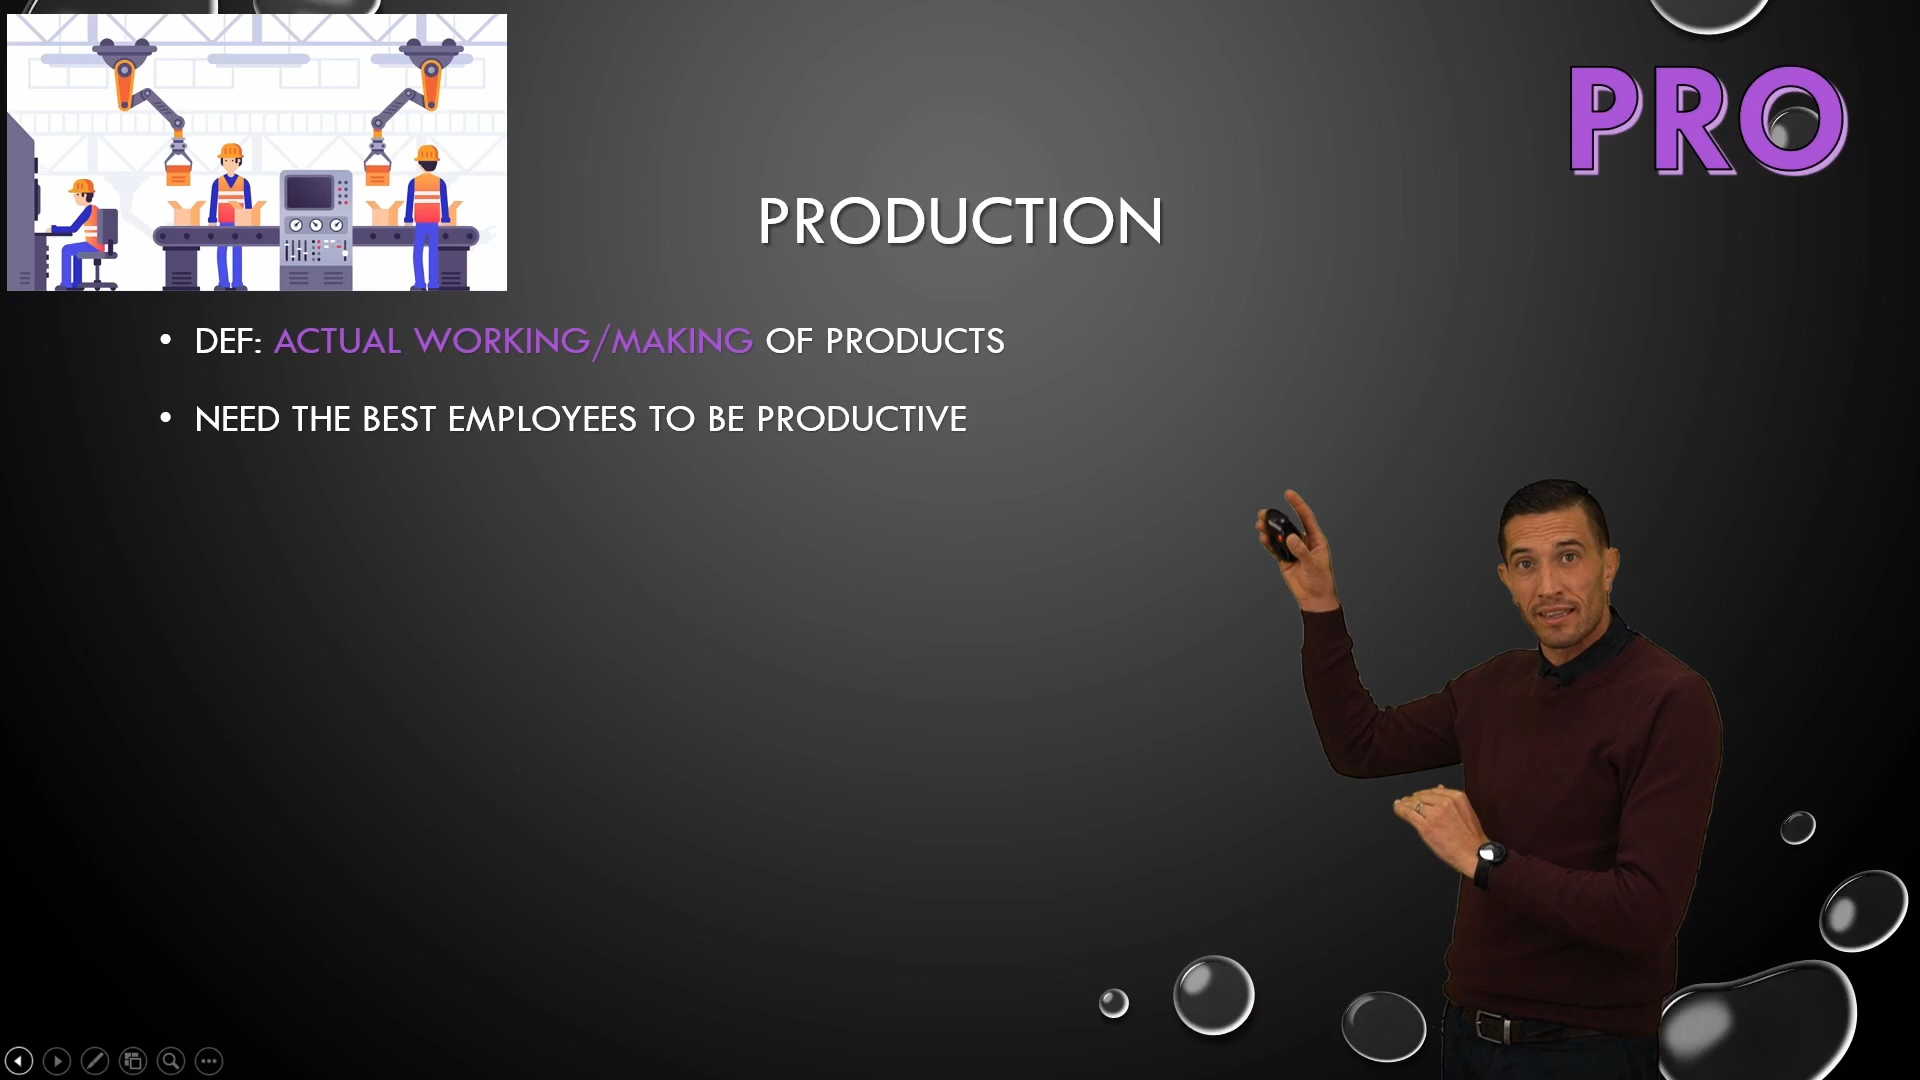 PRO
PRODUCTION
• DEF: ACTUAL WORKING/MAKING OF PRODUCTS
• NEED THE BEST EMPLOYEES TO BE PRODUCTIVE